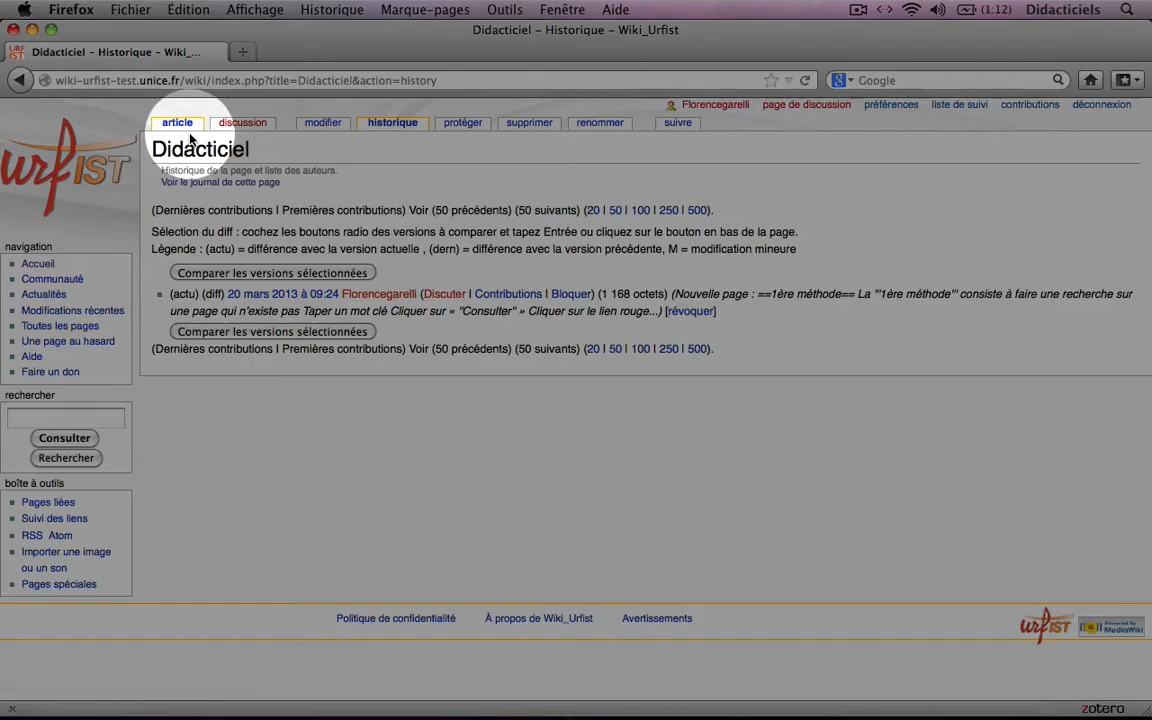 Firefox Fichier Édition Affichage Historique Marque-pages Outils Fenêtre Aide (1:12) Didacticiels
Didacticiel – Historique – Wiki_Urfist
URFIST Didacticiel – Historique – Wiki_...
wiki-urfist-test.unice.fr/wiki/index.php?title=Didacticiel&action=history
Google
Florencegarelli page de discussion préférences liste de suivi contributions déconnexion
article discussion modifier historique protéger supprimer renommer suivre
urfIST
Didacticiel
Historique de la page et liste des auteurs.
Voir le journal de cette page
(Dernières contributions | Premières contributions) Voir (50 précédents) (50 suivants) (20 | 50 | 100 | 250 | 500).
Sélection du diff : cochez les boutons radio des versions à comparer et tapez Entrée ou cliquez sur le bouton en bas de la page.
Légende : (actu) = différence avec la version actuelle , (dern) = différence avec la version précédente, M = modification mineure
Comparer les versions sélectionnées
(actu) (diff) 20 mars 2013 à 09:24 Florencegarelli (Discuter | Contributions | Bloquer) (1 168 octets) (Nouvelle page : ==1ère méthode== La '''1ère méthode''' consiste à faire une recherche sur
une page qui n'existe pas Taper un mot clé Cliquer sur « "Consulter" » Cliquer sur le lien rouge...) [révoquer]
Comparer les versions sélectionnées
(Dernières contributions | Premières contributions) Voir (50 précédents) (50 suivants) (20 | 50 | 100 | 250 | 500).
navigation
Accueil
Communauté
Actualités
Modifications récentes
Toutes les pages
Une page au hasard
Aide
Faire un don
rechercher
Consulter
Rechercher
boîte à outils
Pages liées
Suivi des liens
RSS Atom
Importer une image
ou un son
Pages spéciales
Politique de confidentialité À propos de Wiki_Urfist Avertissements
urfIST Powered By MediaWiki
zotero